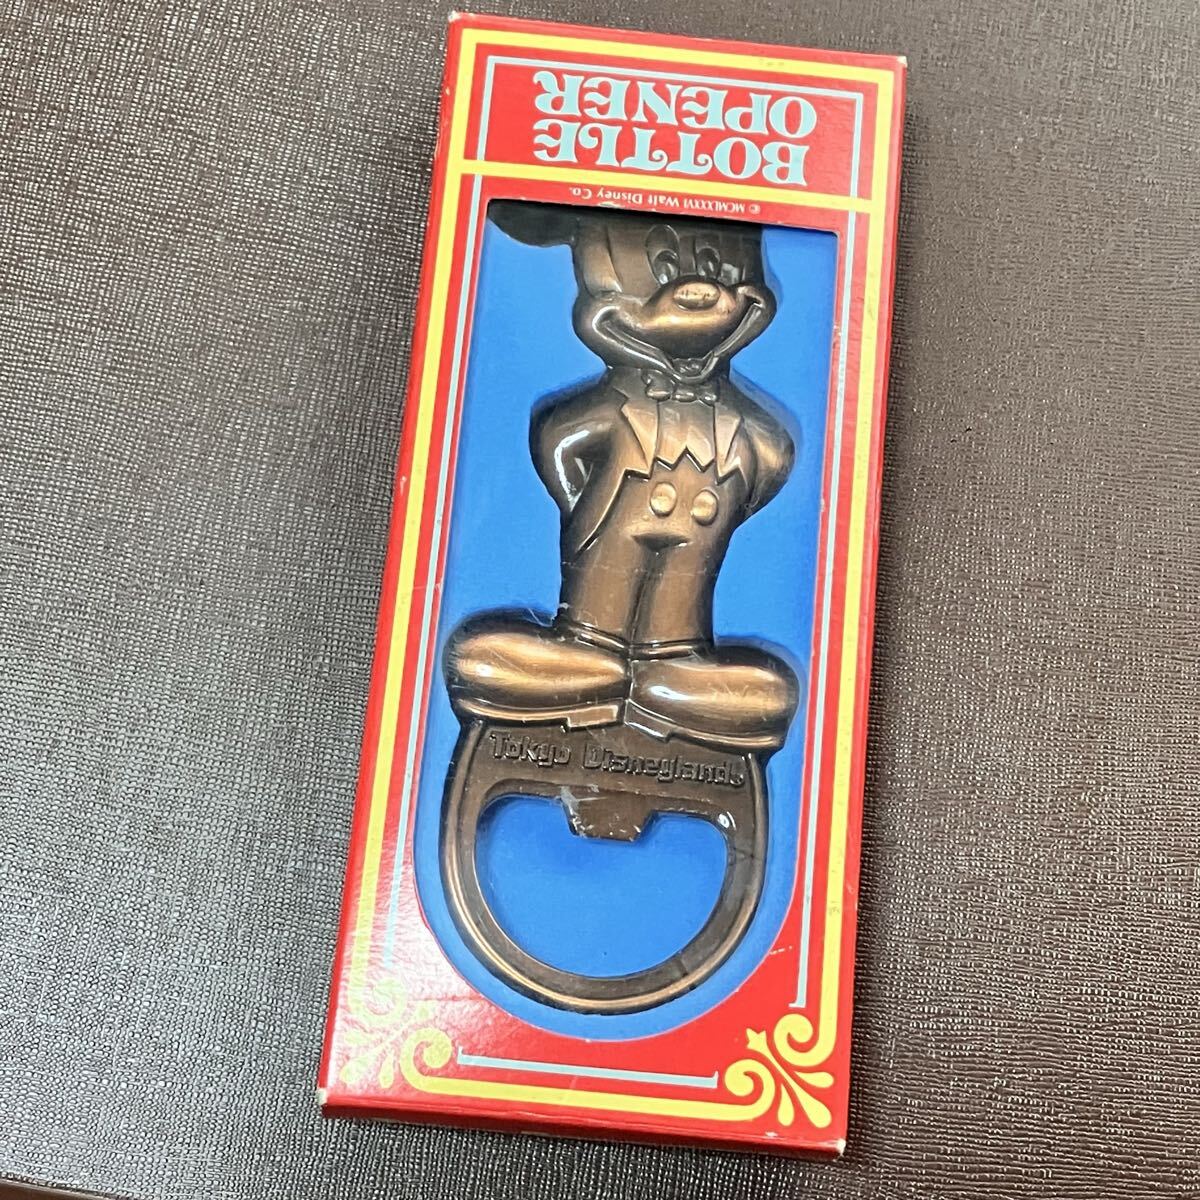 BOTTLE
OPENER
© MCMLXXXVI Walt Disney Co.
Tokyo Disneyland®